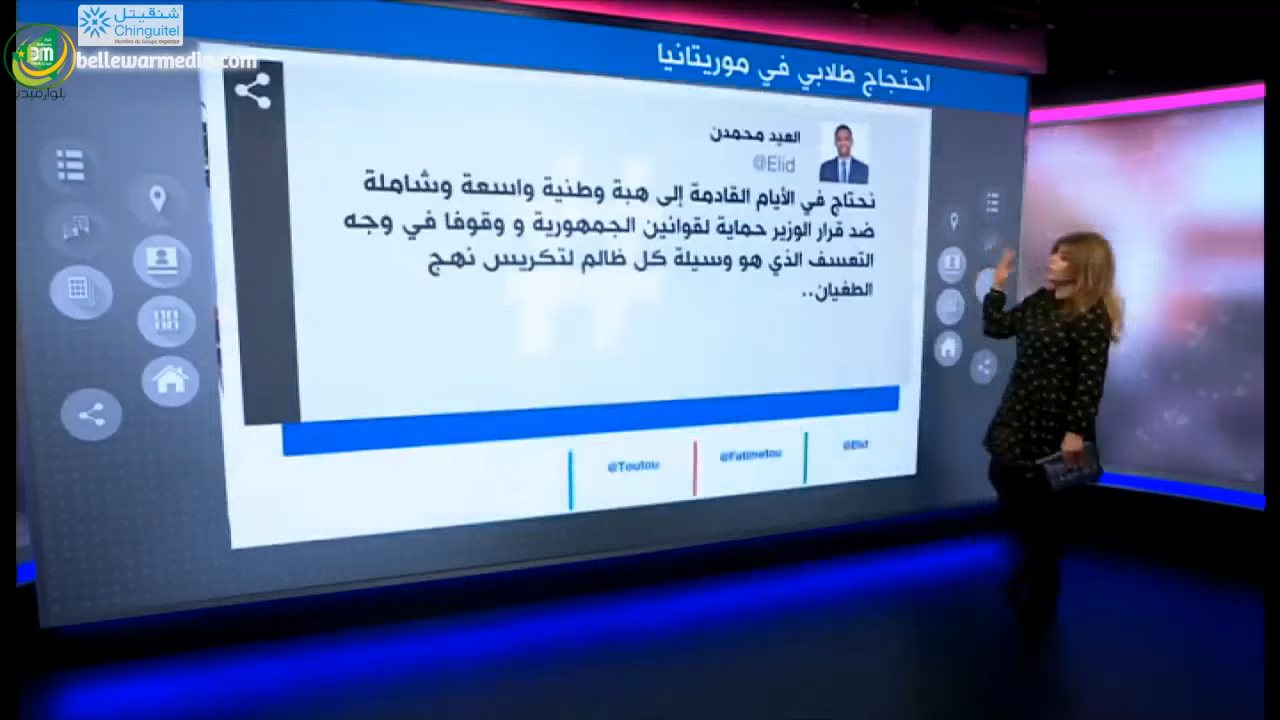 شنقيتل
Chinguitel
bellewarmedia.com
احتجاج طلابي في موريتانيا
العيد محمدن
@Elid
نحتاج في الأيام القادمة إلى هبة وطنية واسعة وشاملة
ضد قرار الوزير حماية لقوانين الجمهورية و وقوفا في وجه
التعسف الذي هو وسيلة كل ظالم لتكريس نهج
الطغيان..
@Toutou
@Fatimetou
@Elid